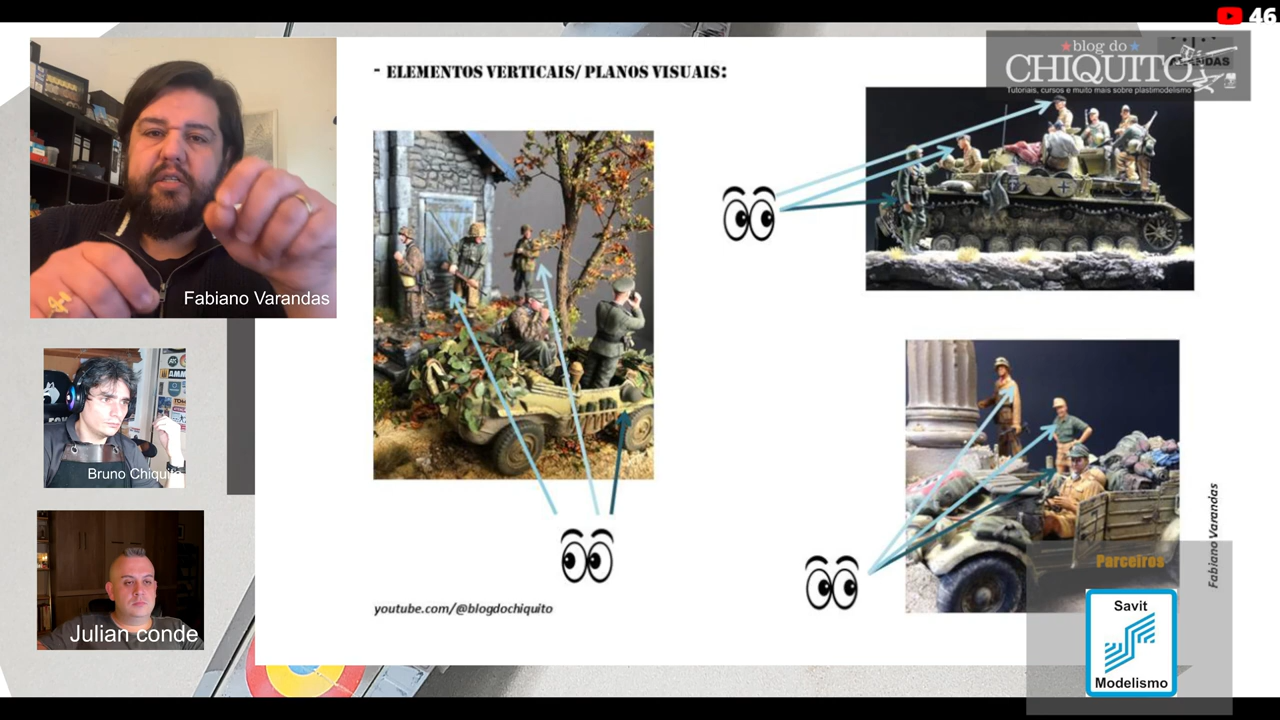 46
blog do
CHIQUITO
Tutoriais, cursos e muito mais sobre plastimodelismo
- ELEMENTOS VERTICAIS/ PLANOS VISUAIS:
Fabiano Varandas
Bruno Chiquito
Julian conde
youtube.com/@blogdochiquito
Fabiano Varandas
Parceiros
Savit
Modelismo